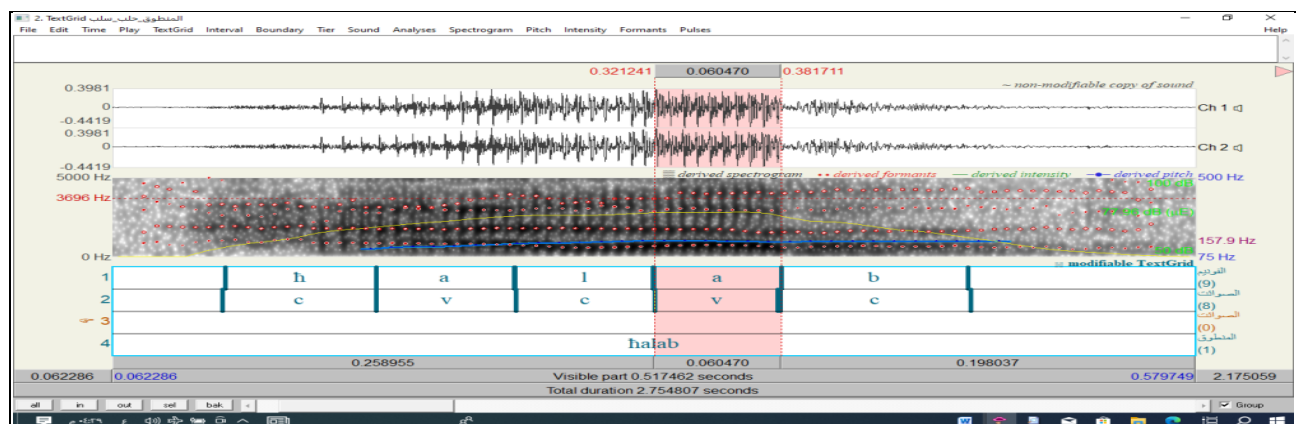 2. TextGrid المنطوق_حلب_سلب
File Edit Time Play TextGrid Interval Boundary Tier Sound Analyses Spectrogram Pitch Intensity Formants Pulses Help
0.321241 0.060470 0.381711
~ non-modifiable copy of sound
0.3981
0
-0.4419
Ch 1
0.3981
0
-0.4419
Ch 2
5000 Hz derived spectrogram derived formants derived intensity derived pitch 500 Hz
100 dB
3696 Hz
157.9 Hz
0 Hz 75 Hz
modifiable TextGrid
1 ħ a l a b
(9)
2 c v c v c الصوائت
(8)
3 الصوائت
(0)
4 ħalab المنطوق
(1)
0.258955 0.060470 0.198037
0.062286 0.062286 Visible part 0.517462 seconds 0.579749 2.175059
Total duration 2.754807 seconds
all in out sel bak Group